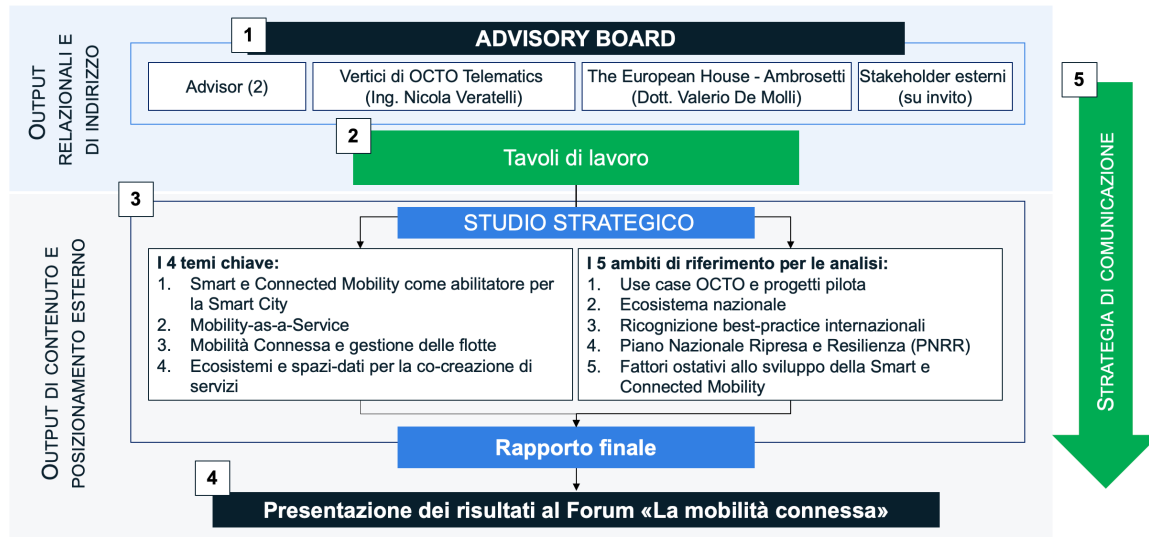 OUTPUT
RELAZIONALI E
DI INDIRIZZO
1
ADVISORY BOARD
Advisor (2)
Vertici di OCTO Telematics
(Ing. Nicola Veratelli)
The European House - Ambrosetti
(Dott. Valerio De Molli)
Stakeholder esterni
(su invito)
5
STRATEGIA DI COMUNICAZIONE
2
Tavoli di lavoro
OUTPUT DI CONTENUTO E
POSIZIONAMENTO ESTERNO
3
STUDIO STRATEGICO
I 4 temi chiave:
1. Smart e Connected Mobility come abilitatore per
la Smart City
2. Mobility-as-a-Service
3. Mobilità Connessa e gestione delle flotte
4. Ecosistemi e spazi-dati per la co-creazione di
servizi
I 5 ambiti di riferimento per le analisi:
1. Use case OCTO e progetti pilota
2. Ecosistema nazionale
3. Ricognizione best-practice internazionali
4. Piano Nazionale Ripresa e Resilienza (PNRR)
5. Fattori ostativi allo sviluppo della Smart e
Connected Mobility
Rapporto finale
4
Presentazione dei risultati al Forum «La mobilità connessa»